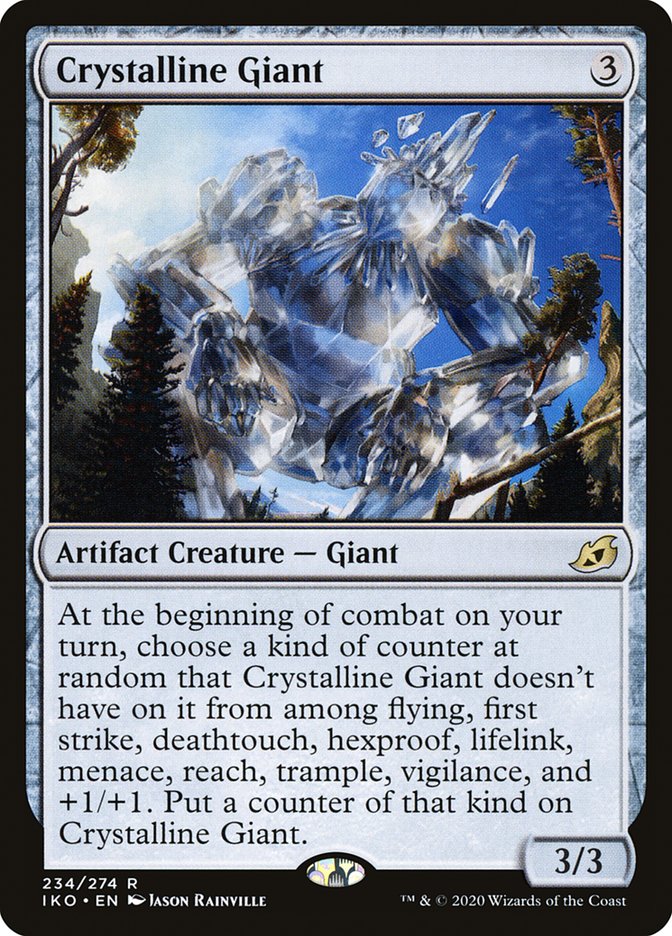 Crystalline Giant 3
Artifact Creature — Giant
At the beginning of combat on your
turn, choose a kind of counter at
random that Crystalline Giant doesn't
have on it from among flying, first
strike, deathtouch, hexproof, lifelink,
menace, reach, trample, vigilance, and
+1/+1. Put a counter of that kind on
Crystalline Giant.
3/3
234/274 R
IKO • EN Jason Rainville ™ & © 2020 Wizards of the Coast